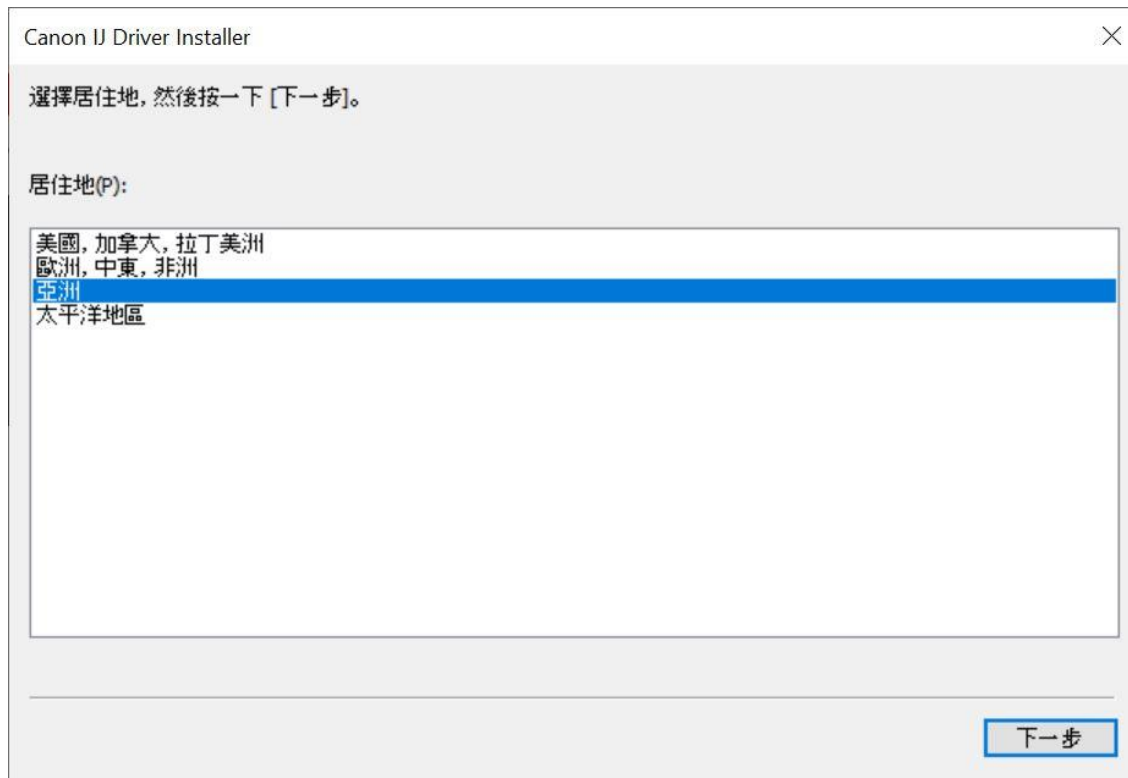 Canon IJ Driver Installer
選擇居住地, 然後按一下 [下一步]。
居住地(P):
美國, 加拿大, 拉丁美洲
歐洲, 中東, 非洲
亞洲
太平洋地區
下一步